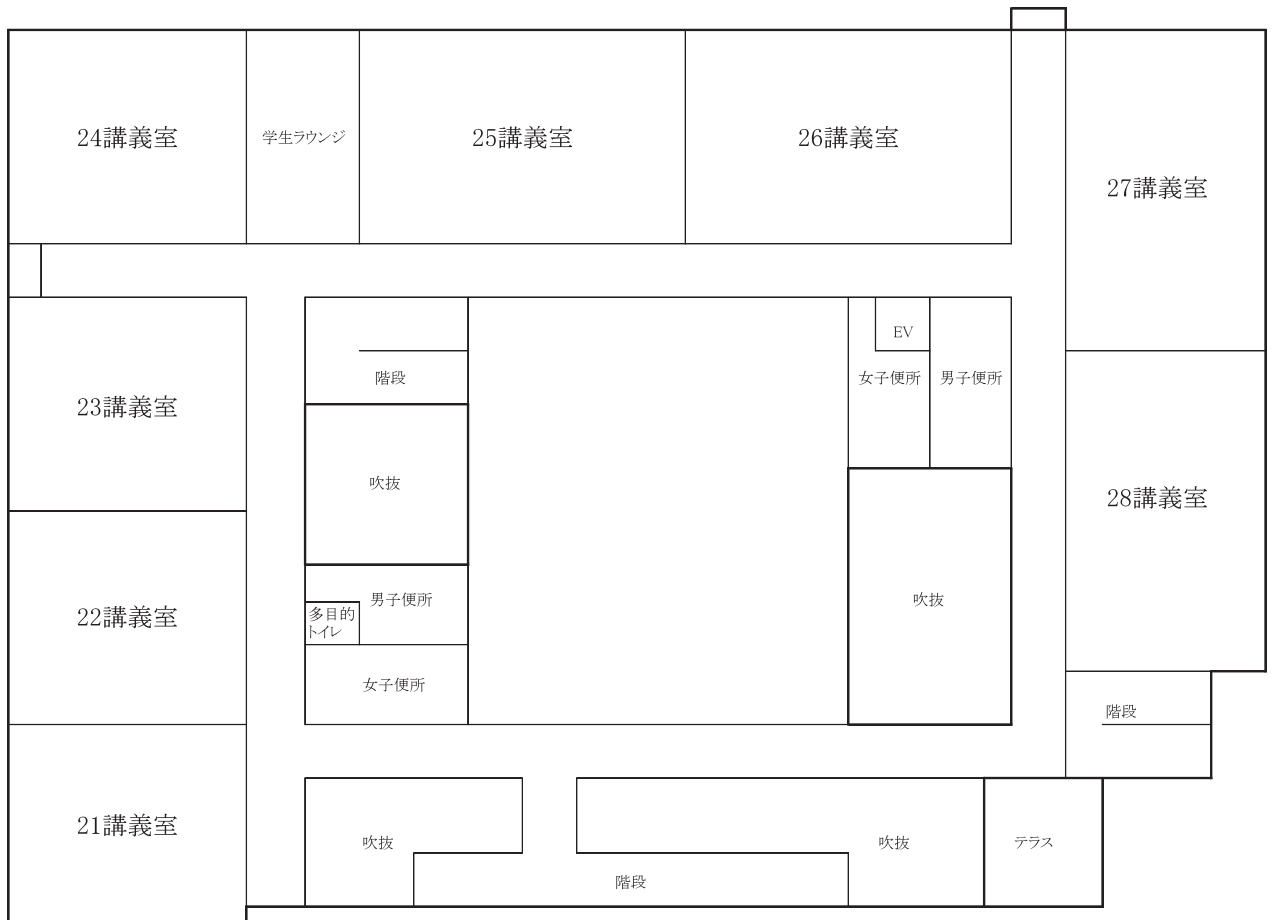 24講義室
学生ラウンジ
25講義室
26講義室
27講義室
EV
階段
女子便所
男子便所
23講義室
吹抜
28講義室
男子便所
多目的
トイレ
22講義室
吹抜
女子便所
階段
21講義室
吹抜
吹抜
テラス
階段